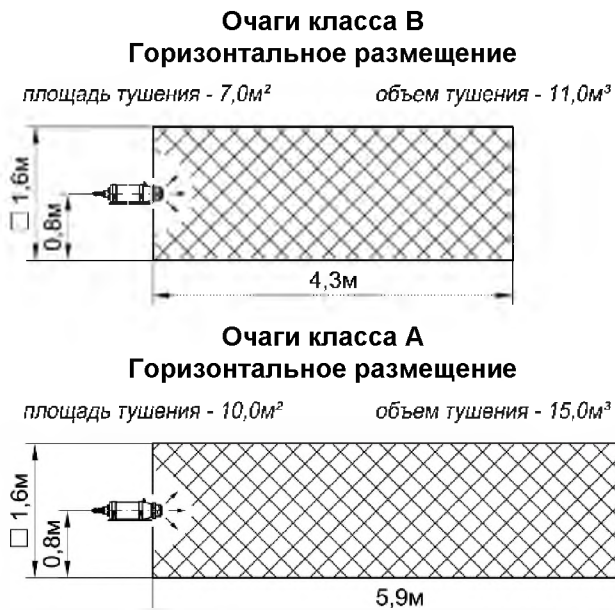 Очаги класса В
Горизонтальное размещение
площадь тушения - 7,0м²
объем тушения - 11,0м³
□ 1,6м
0,8м
4,3м
Очаги класса А
Горизонтальное размещение
площадь тушения - 10,0м²
объем тушения - 15,0м³
□ 1,6м
0,8м
5,9м